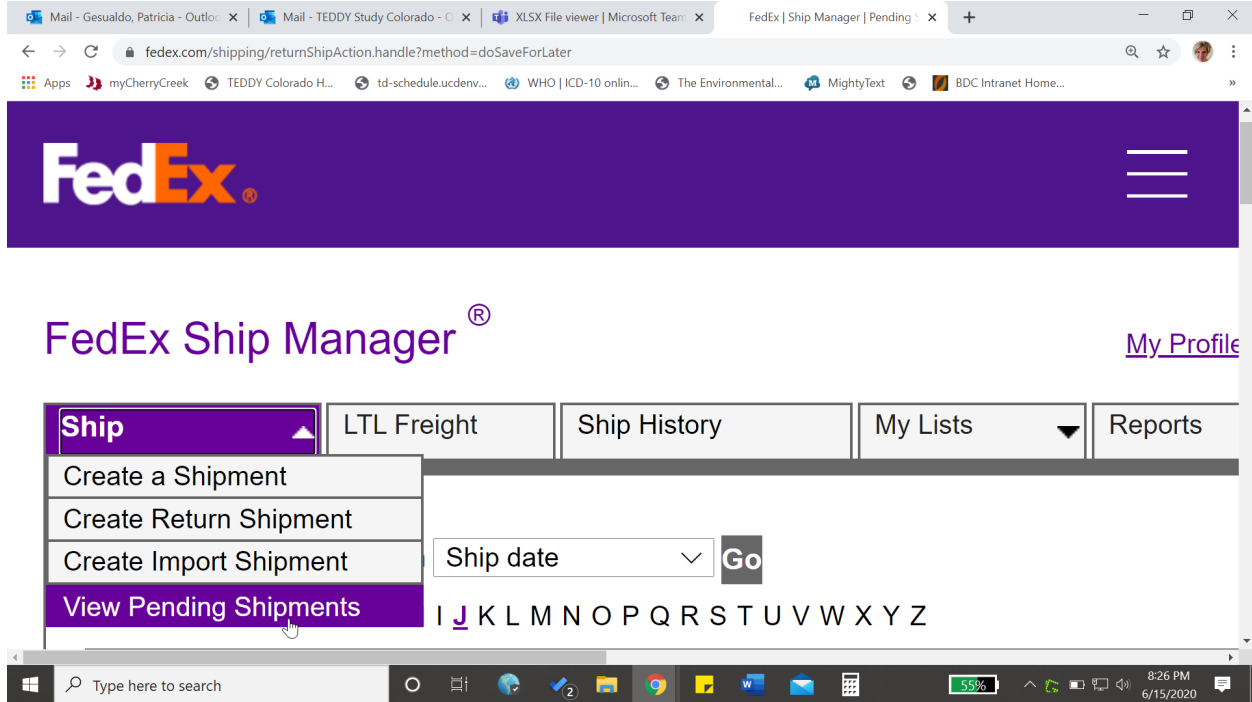 Mail - Gesualdo, Patricia - Outloo
Mail - TEDDY Study Colorado - O
XLSX File viewer | Microsoft Team
FedEx | Ship Manager | Pending S
fedex.com/shipping/returnShipAction.handle?method=doSaveForLater
Apps myCherryCreek TEDDY Colorado H... td-schedule.ucdenv... WHO | ICD-10 onlin... The Environmental... MightyText BDC Intranet Home... »
FedEx®
FedEx Ship Manager ®
My Profile
Ship LTL Freight Ship History My Lists Reports
Create a Shipment
Create Return Shipment
Create Import Shipment
Ship date Go
View Pending Shipments
I J K L M N O P Q R S T U V W X Y Z
Type here to search
2
55%
8:26 PM
6/15/2020